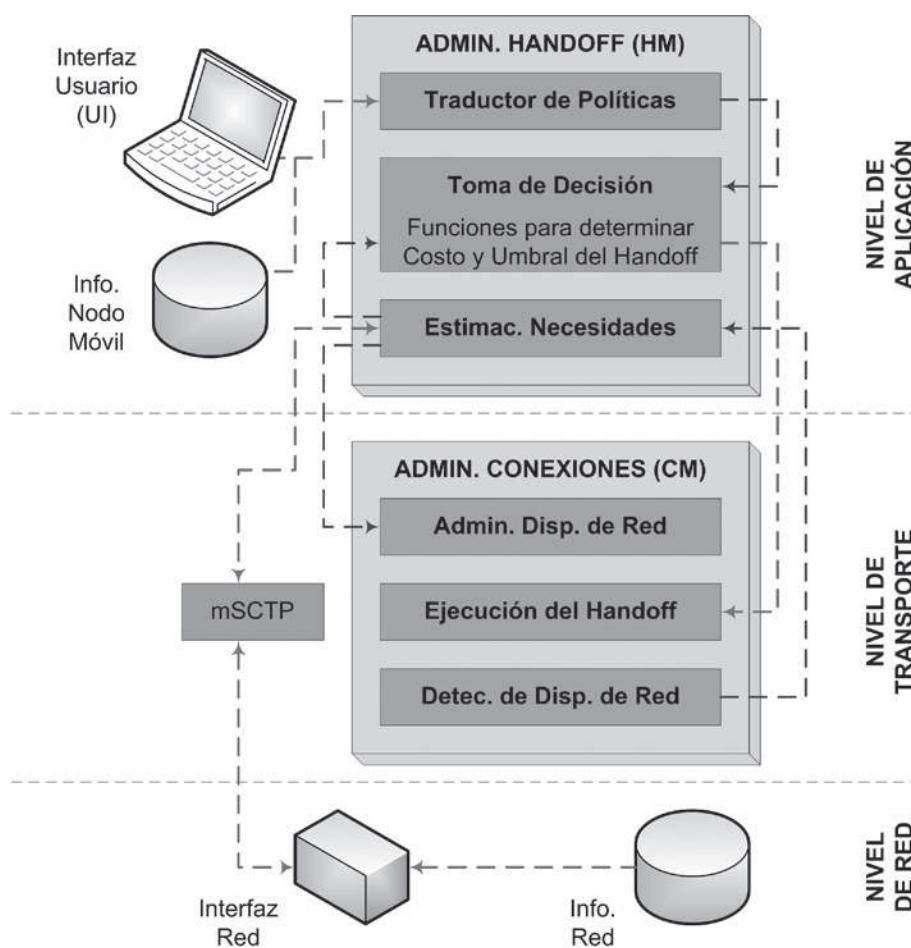 ADMIN. HANDOFF (HM)
Interfaz
Usuario
(UI)
Traductor de Políticas
Toma de Decisión
Funciones para determinar
Costo y Umbral del Handoff
Info.
Nodo
Móvil
Estimac. Necesidades
NIVEL DE
APLICACIÓN
ADMIN. CONEXIONES (CM)
Admin. Disp. de Red
mSCTP
Ejecución del Handoff
Detec. de Disp. de Red
NIVEL DE
TRANSPORTE
Interfaz
Red
Info.
Red
NIVEL
DE RED